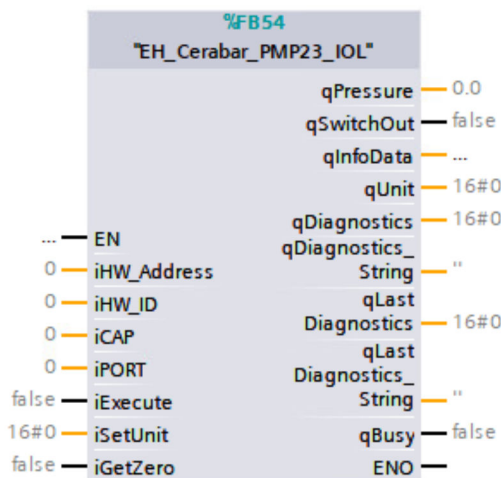 %FB54
"EH_Cerabar_PMP23_IOL"
qPressure 0.0
qSwitchOut false
qInfoData ...
qUnit 16#0
qDiagnostics 16#0
... EN
qDiagnostics_
String ''
0 iHW_Address
0 iHW_ID
qLast
Diagnostics 16#0
0 iCAP
qLast
Diagnostics_
String ''
0 iPORT
false iExecute
16#0 iSetUnit
qBusy false
false iGetZero
ENO